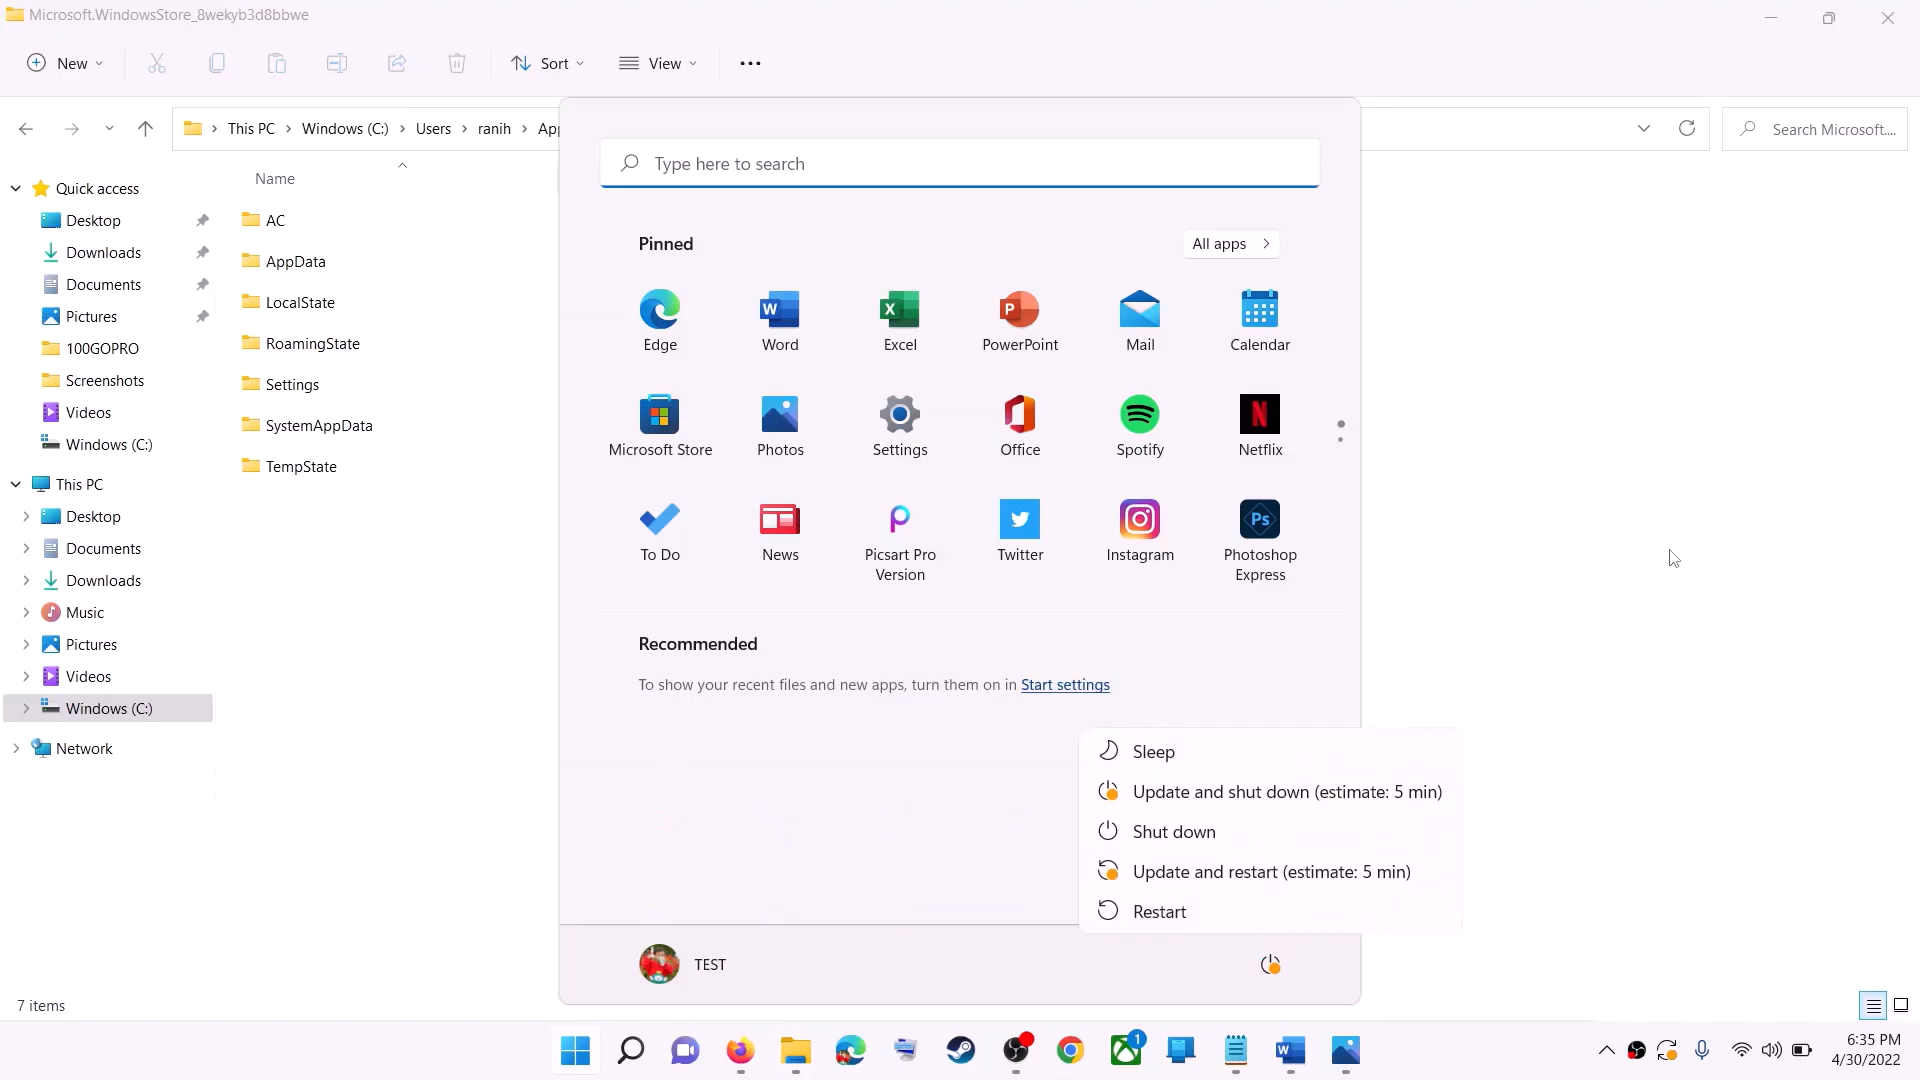 Microsoft.WindowsStore_8wekyb3d8bbwe
New
Sort
View
This PC > Windows (C:) > Users > ranih > App
Search Microsoft....
Quick access
Desktop
Downloads
Documents
Pictures
100GOPRO
Screenshots
Videos
Windows (C:)
This PC
Desktop
Documents
Downloads
Music
Pictures
Videos
Windows (C:)
Network
Name
AC
AppData
LocalState
RoamingState
Settings
SystemAppData
TempState
Type here to search
Pinned
All apps
Edge
Word
Excel
PowerPoint
Mail
Calendar
Microsoft Store
Photos
Settings
Office
Spotify
Netflix
To Do
News
Picsart Pro
Version
Twitter
Instagram
Photoshop
Express
Recommended
To show your recent files and new apps, turn them on in Start settings
Sleep
Update and shut down (estimate: 5 min)
Shut down
Update and restart (estimate: 5 min)
Restart
TEST
7 items
1
6:35 PM
4/30/2022